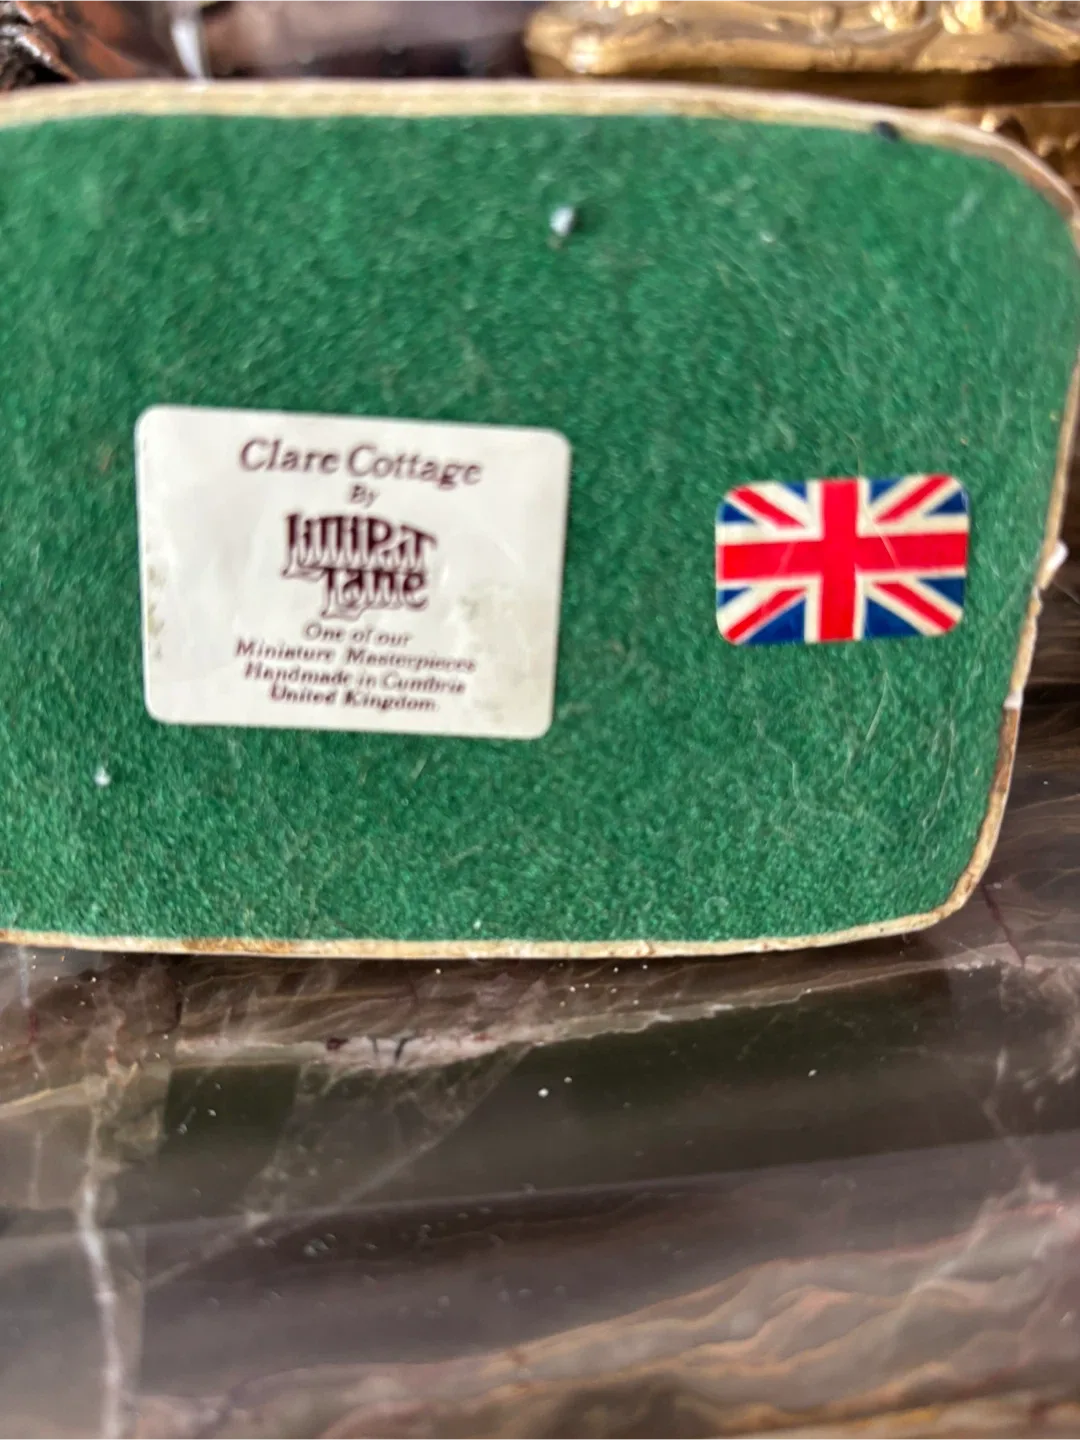 Clare Cottage
By
Lilliput
Lane
One of our
Miniature Masterpieces
Handmade in Cumbria
United Kingdom.